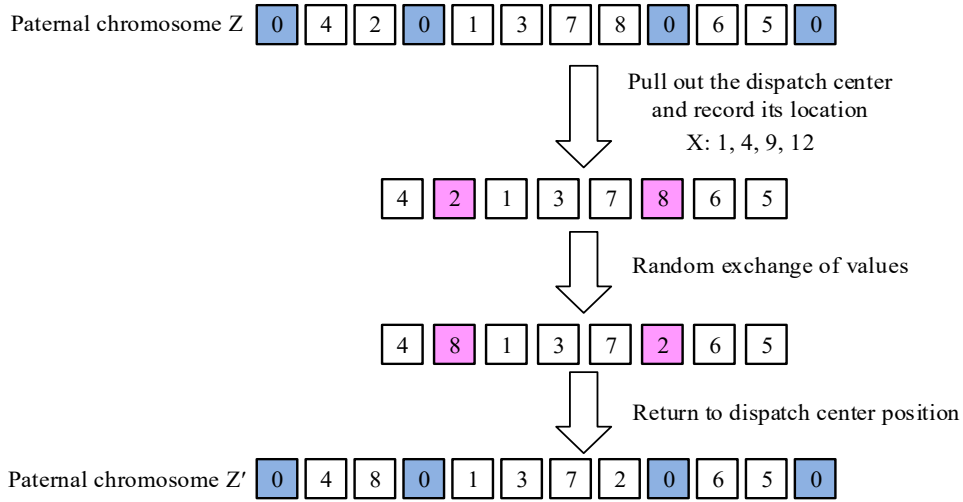 Paternal chromosome Z 0 4 2 0 1 3 7 8 0 6 5 0
Pull out the dispatch center
and record its location
X: 1, 4, 9, 12
4 2 1 3 7 8 6 5
Random exchange of values
4 8 1 3 7 2 6 5
Return to dispatch center position
Paternal chromosome Z′ 0 4 8 0 1 3 7 2 0 6 5 0